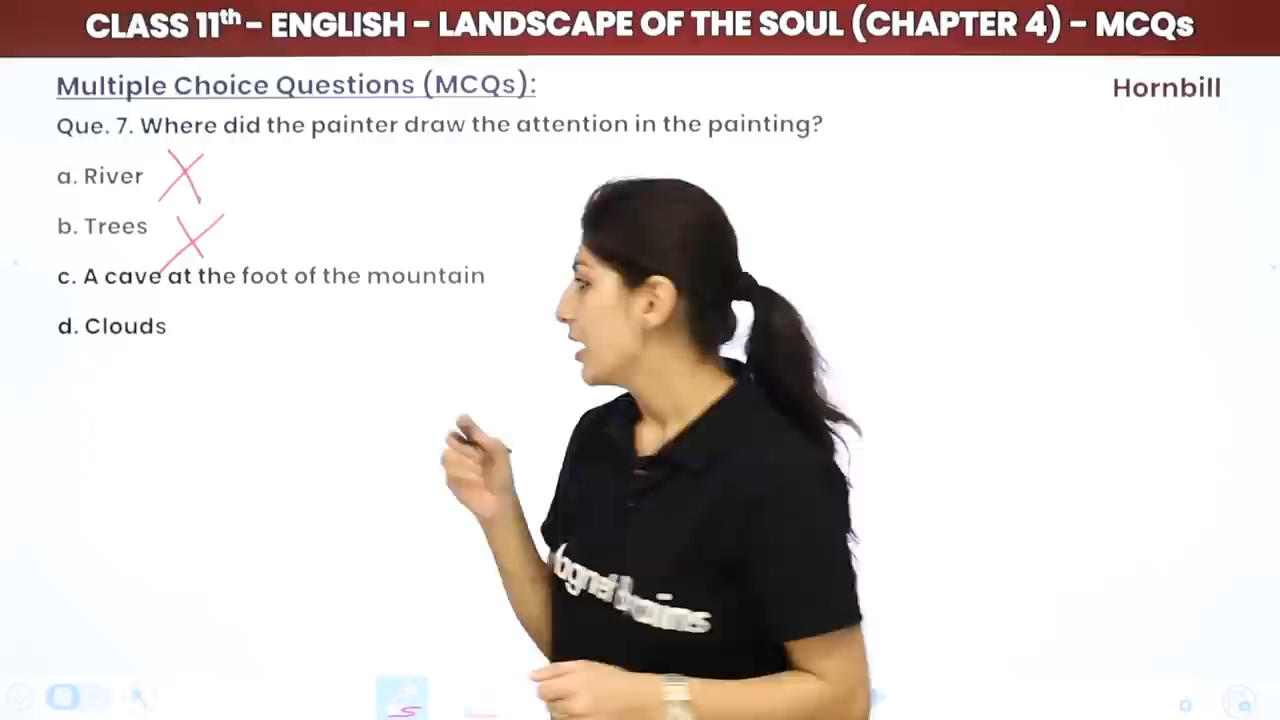 CLASS 11th - ENGLISH - LANDSCAPE OF THE SOUL (CHAPTER 4) - MCQs
Multiple Choice Questions (MCQs):
Hornbill
Que. 7. Where did the painter draw the attention in the painting?
a. River
b. Trees
c. A cave at the foot of the mountain
d. Clouds